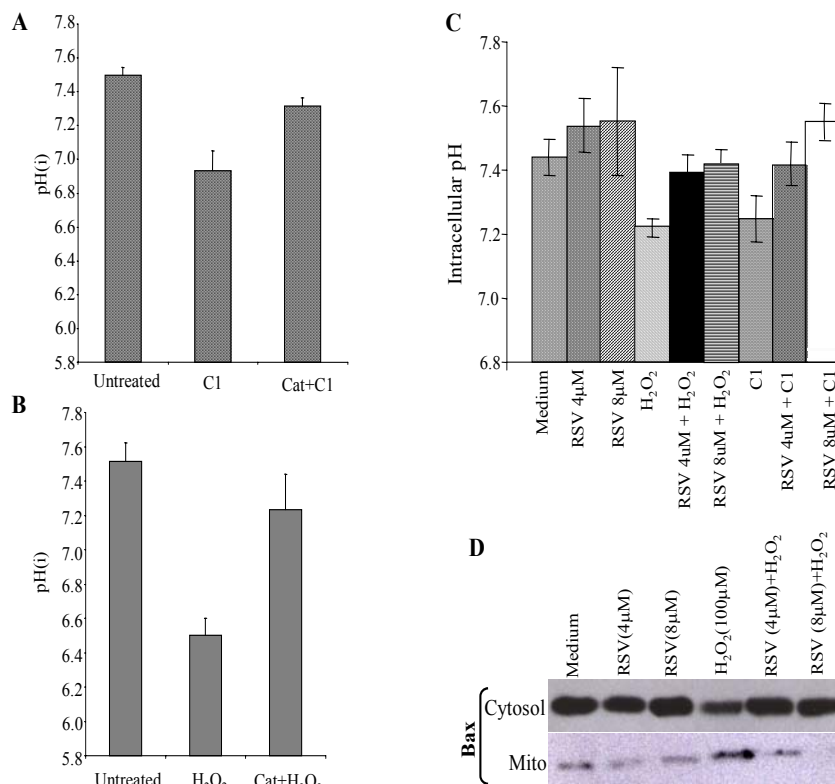 A
7.8
7.4
7.2
7.0
6.8
6.6
6.4
6.2
6.0
5.8
pH(i)
Untreated
C1
Cat+C1
B
7.8
7.4
7.2
7.0
6.8
6.6
6.4
6.2
6.0
5.8
pH(i)
Untreated
H₂O₂
Cat+H₂O₂
C
7.8
7.6
7.4
7.2
7.0
6.8
Intracellular pH
Medium
RSV 4µM
RSV 8µM
H₂O₂
RSV 4uM + H₂O₂
RSV 8uM + H₂O₂
C1
RSV 4uM + C1
RSV 8uM + C1
D
Medium
RSV(4µM)
RSV(8µM)
H₂O₂(100µM)
RSV (4µM)+H₂O₂
RSV (8µM)+H₂O₂
Bax
Cytosol
Mito